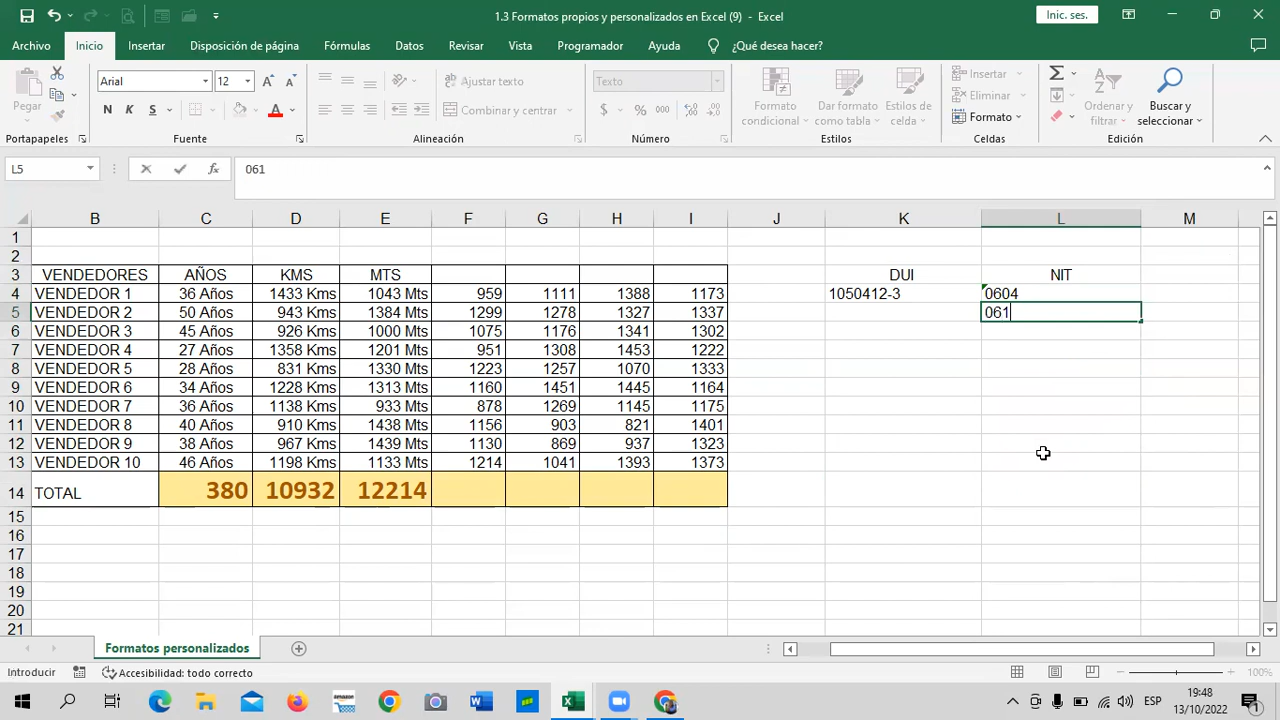 1.3 Formatos propios y personalizados en Excel (9) - Excel
Inic. ses.
Archivo Inicio Insertar Disposición de página Fórmulas Datos Revisar Vista Programador Ayuda ¿Qué desea hacer?
Pegar
Arial 12
N K S
Ajustar texto
Combinar y centrar
Texto
$ % 000
Formato condicional
Dar formato como tabla
Estilos de celda
Insertar
Eliminar
Formato
Ordenar y filtrar
Buscar y seleccionar
Portapapeles Fuente Alineación Número Estilos Celdas Edición
L5 fx 061
B C D E F G H I J K L M
1
2
3 VENDEDORES AÑOS KMS MTS DUI NIT
4 VENDEDOR 1 36 Años 1433 Kms 1043 Mts 959 1111 1388 1173 1050412-3 0604
5 VENDEDOR 2 50 Años 943 Kms 1384 Mts 1299 1278 1327 1337 061
6 VENDEDOR 3 45 Años 926 Kms 1000 Mts 1075 1176 1341 1302
7 VENDEDOR 4 27 Años 1358 Kms 1201 Mts 951 1308 1453 1222
8 VENDEDOR 5 28 Años 831 Kms 1330 Mts 1223 1257 1070 1333
9 VENDEDOR 6 34 Años 1228 Kms 1313 Mts 1160 1451 1445 1164
10 VENDEDOR 7 36 Años 1138 Kms 933 Mts 878 1269 1145 1175
11 VENDEDOR 8 40 Años 910 Kms 1438 Mts 1156 903 821 1401
12 VENDEDOR 9 38 Años 967 Kms 1439 Mts 1130 869 937 1323
13 VENDEDOR 10 46 Años 1198 Kms 1133 Mts 1214 1041 1393 1373
14 TOTAL 380 10932 12214
15
16
17
18
19
20
21
Formatos personalizados
Introducir Accesibilidad: todo correcto 100%
ESP 19:48
13/10/2022